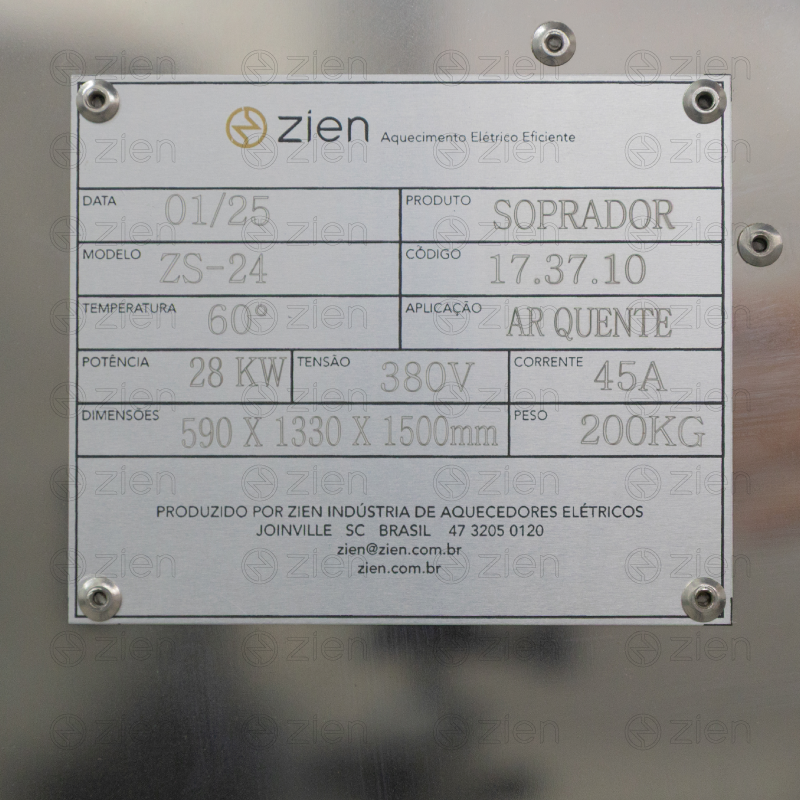 zien Aquecimento Elétrico Eficiente
DATA 01/25 PRODUTO SOPRADOR
MODELO ZS-24 CÓDIGO 17.37.10
TEMPERATURA 60° APLICAÇÃO AR QUENTE
POTÊNCIA 28 KW TENSÃO 380V CORRENTE 45A
DIMENSÕES 590 X 1330 X 1500mm PESO 200KG
PRODUZIDO POR ZIEN INDÚSTRIA DE AQUECEDORES ELÉTRICOS
JOINVILLE SC BRASIL 47 3205 0120
zien@zien.com.br
zien.com.br